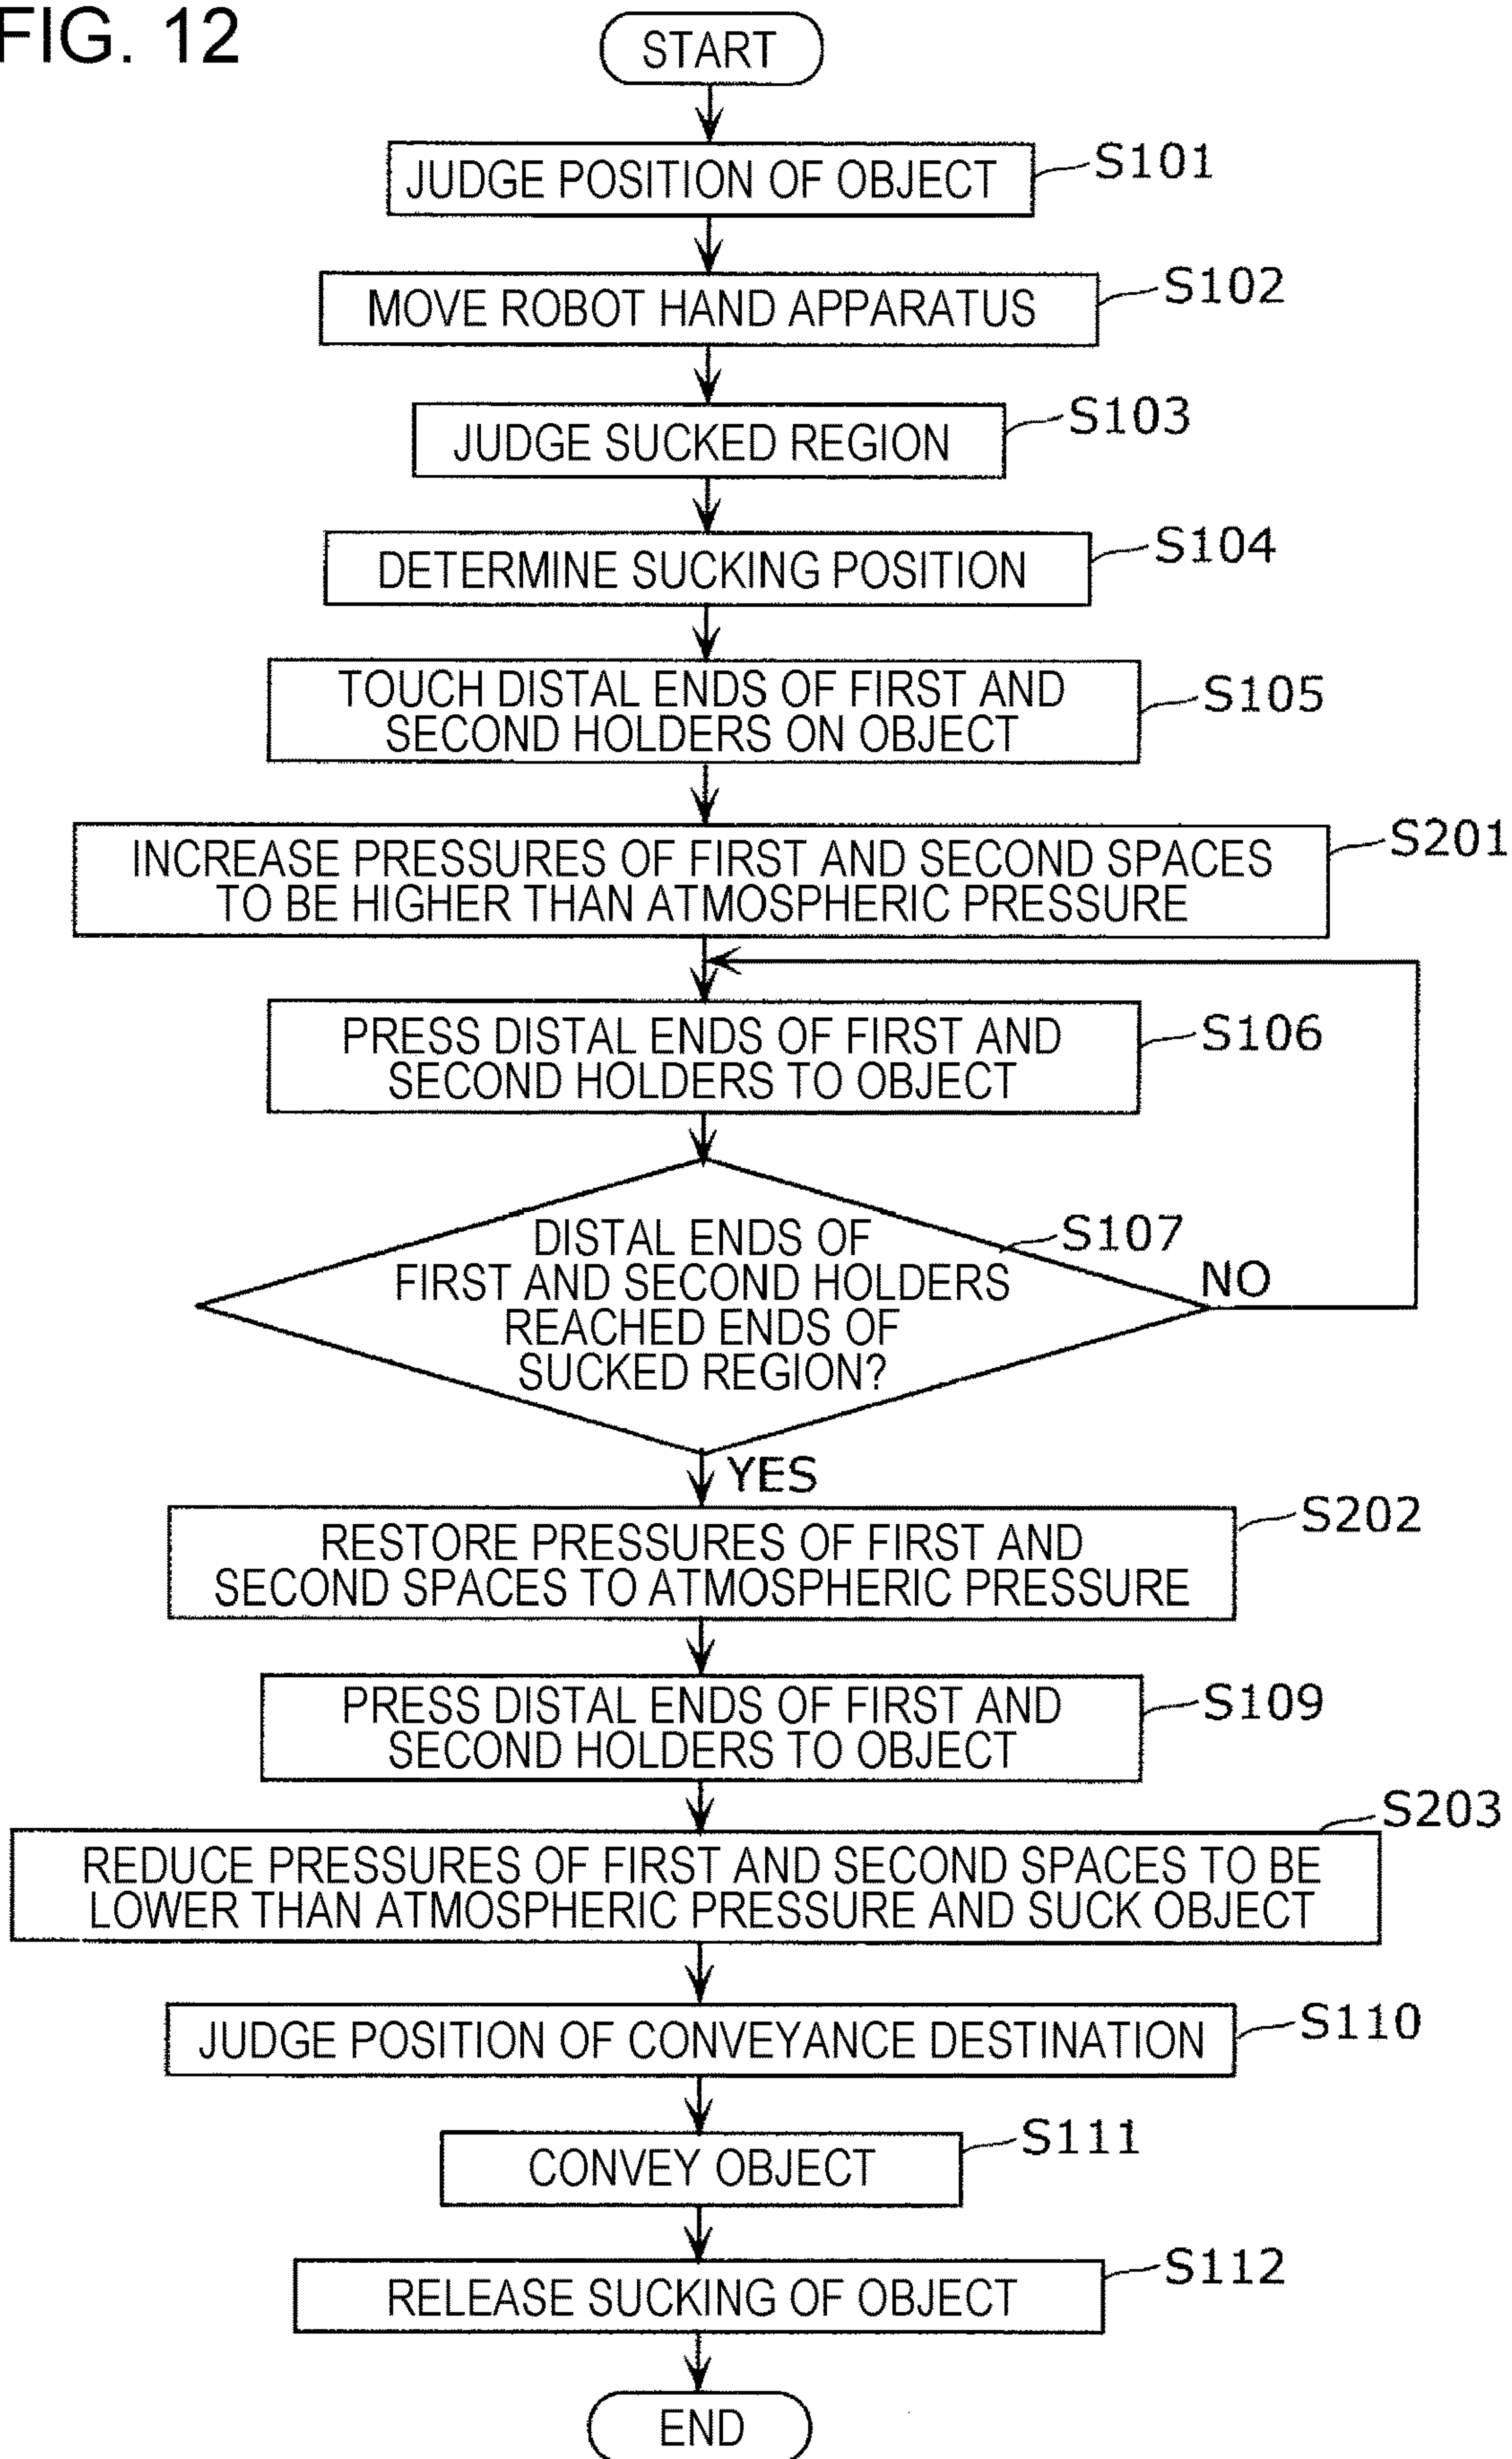 FIG. 12
START
JUDGE POSITION OF OBJECT
S101
MOVE ROBOT HAND APPARATUS
S102
JUDGE SUCKED REGION
S103
DETERMINE SUCKING POSITION
S104
TOUCH DISTAL ENDS OF FIRST AND
SECOND HOLDERS ON OBJECT
S105
INCREASE PRESSURES OF FIRST AND SECOND SPACES
TO BE HIGHER THAN ATMOSPHERIC PRESSURE
S201
PRESS DISTAL ENDS OF FIRST AND
SECOND HOLDERS TO OBJECT
S106
DISTAL ENDS OF
FIRST AND SECOND HOLDERS
REACHED ENDS OF
SUCKED REGION?
S107
NO
YES
RESTORE PRESSURES OF FIRST AND
SECOND SPACES TO ATMOSPHERIC PRESSURE
S202
PRESS DISTAL ENDS OF FIRST AND
SECOND HOLDERS TO OBJECT
S109
REDUCE PRESSURES OF FIRST AND SECOND SPACES TO BE
LOWER THAN ATMOSPHERIC PRESSURE AND SUCK OBJECT
S203
JUDGE POSITION OF CONVEYANCE DESTINATION
S110
CONVEY OBJECT
S111
RELEASE SUCKING OF OBJECT
S112
END